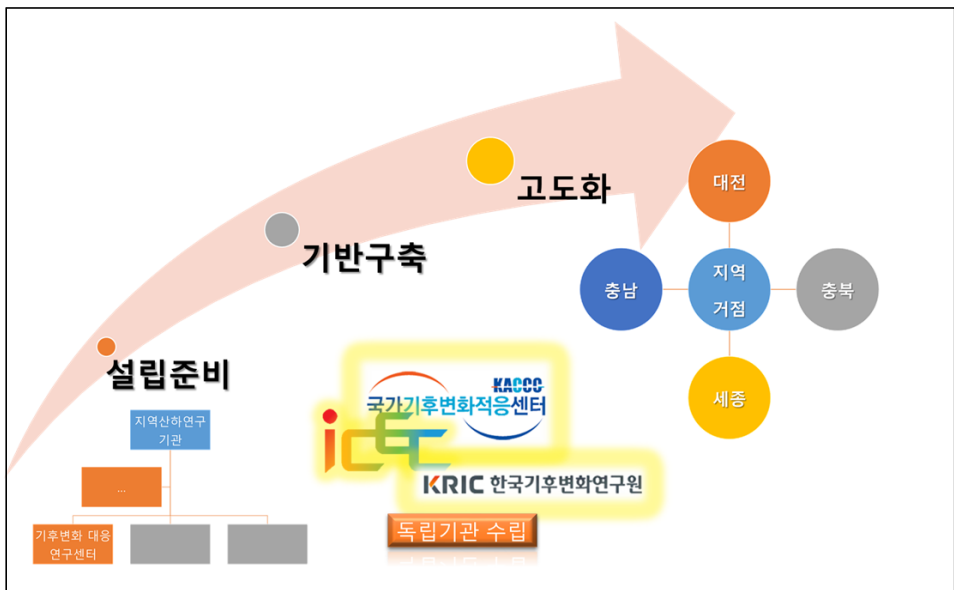 고도화
기반구축
설립준비
대전
충남
지역
거점
충북
세종
지역산하연구
기관
...
기후변화 대응
연구센터
KACCC
국가기후변화적응센터
icec
KRIC 한국기후변화연구원
독립기관 수립